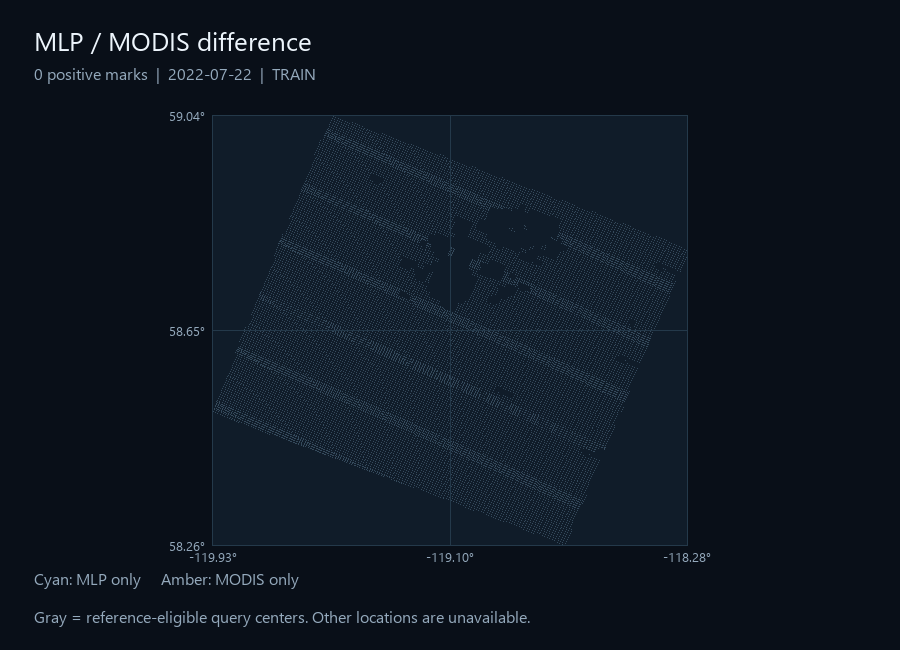 MLP / MODIS difference
0 positive marks | 2022-07-22 | TRAIN
59.04°
58.65°
58.26°
-119.93° -119.10° -118.28°
Cyan: MLP only Amber: MODIS only
Gray = reference-eligible query centers. Other locations are unavailable.